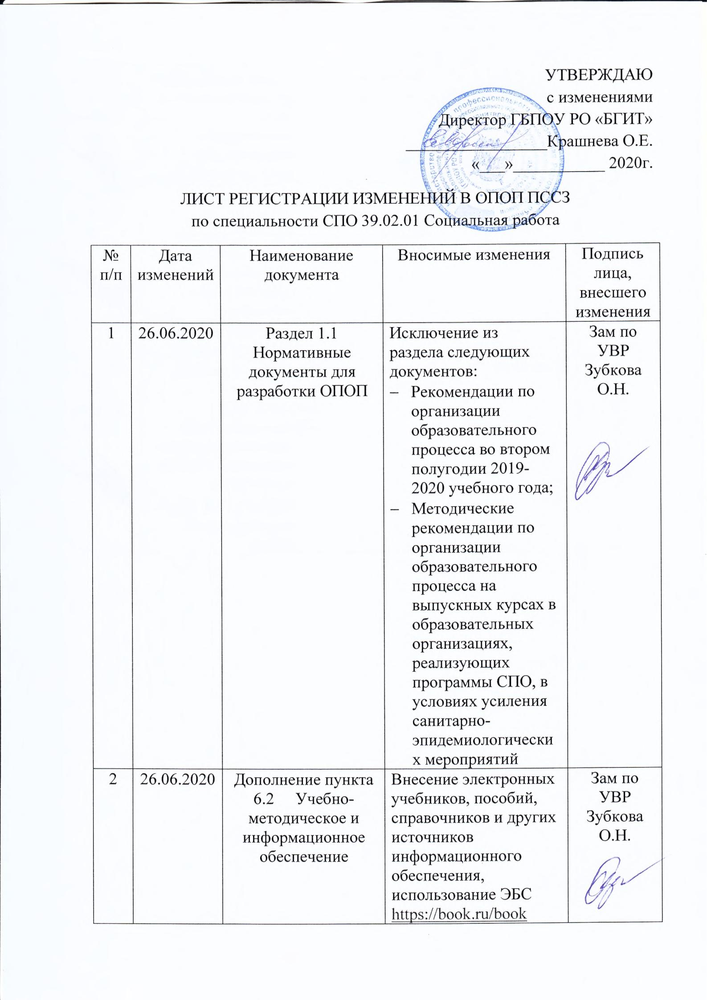 УТВЕРЖДАЮ
с изменениями
Директор ГБПОУ РО «БГИТ»
_________________Крашнева О.Е.
«___»___________ 2020г.
ЛИСТ РЕГИСТРАЦИИ ИЗМЕНЕНИЙ В ОПОП ПССЗ
по специальности СПО 39.02.01 Социальная работа
№
п/п
Дата
изменений
Наименование
документа
Вносимые изменения
Подпись
лица,
внесшего
изменения
1
26.06.2020
Раздел 1.1
Нормативные
документы для
разработки ОПОП
Исключение из
раздела следующих
документов:
– Рекомендации по
организации
образовательного
процесса во втором
полугодии 2019-
2020 учебного года;
– Методические
рекомендации по
организации
образовательного
процесса на
выпускных курсах в
образовательных
организациях,
реализующих
программы СПО, в
условиях усиления
санитарно-
эпидемиологически
х мероприятий
Зам по
УВР
Зубкова
О.Н.
2
26.06.2020
Дополнение пункта
6.2 Учебно-
методическое и
информационное
обеспечение
Внесение электронных
учебников, пособий,
справочников и других
источников
информационного
обеспечения,
использование ЭБС
https://book.ru/book
Зам по
УВР
Зубкова
О.Н.